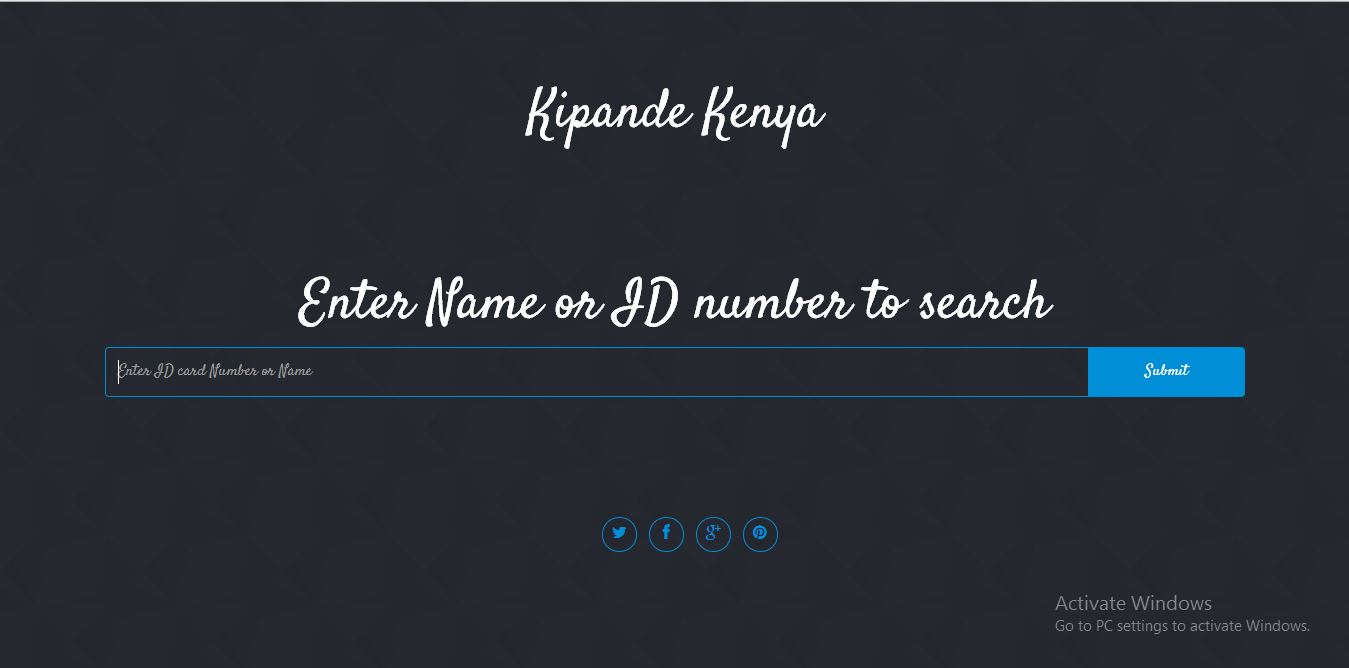 Kipande Kenya
Enter Name or ID number to search
Enter ID card Number or Name
Submit
g+
Activate Windows
Go to PC settings to activate Windows.